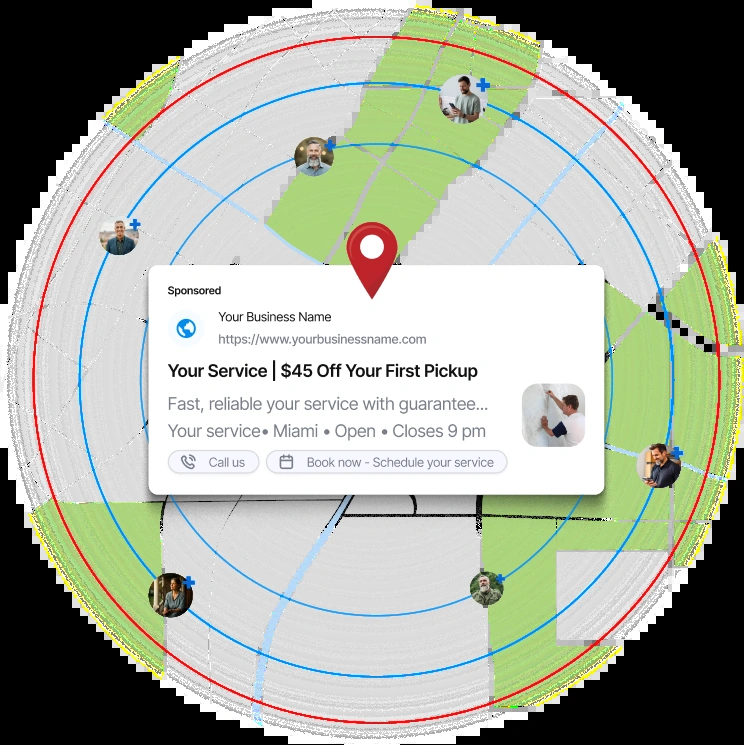 Sponsored
Your Business Name
https://www.yourbusinessname.com
Your Service | $45 Off Your First Pickup
Fast, reliable your service with guarantee...
Your service• Miami • Open • Closes 9 pm
Call us
Book now - Schedule your service